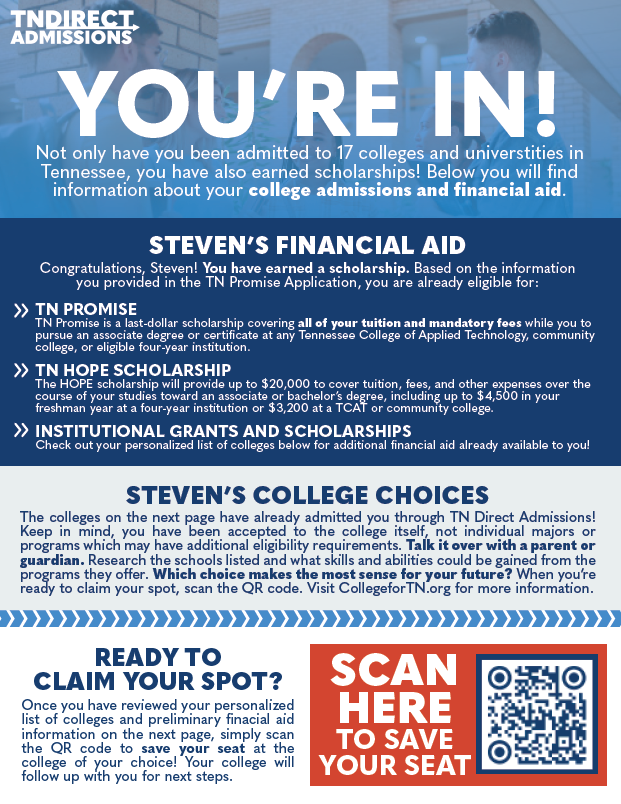 TNDIRECT
ADMISSIONS
YOU'RE IN!
Not only have you been admitted to 17 colleges and universtities in
Tennessee, you have also earned scholarships! Below you will find
information about your college admissions and financial aid.
STEVEN'S FINANCIAL AID
Congratulations, Steven! You have earned a scholarship. Based on the information
you provided in the TN Promise Application, you are already eligible for:
TN PROMISE
TN Promise is a last-dollar scholarship covering all of your tuition and mandatory fees while you to
pursue an associate degree or certificate at any Tennessee College of Applied Technology, community
college, or eligible four-year institution.
TN HOPE SCHOLARSHIP
The HOPE scholarship will provide up to $20,000 to cover tuition, fees, and other expenses over the
course of your studies toward an associate or bachelor's degree, including up to $4,500 in your
freshman year at a four-year institution or $3,200 at a TCAT or community college.
INSTITUTIONAL GRANTS AND SCHOLARSHIPS
Check out your personalized list of colleges below for additional financial aid already available to you!
STEVEN'S COLLEGE CHOICES
The colleges on the next page have already admitted you through TN Direct Admissions!
Keep in mind, you have been accepted to the college itself, not individual majors or
programs which may have additional eligibility requirements. Talk it over with a parent or
guardian. Research the schools listed and what skills and abilities could be gained from the
programs they offer. Which choice makes the most sense for your future? When you're
ready to claim your spot, scan the QR code. Visit CollegeforTN.org for more information.
READY TO
CLAIM YOUR SPOT?
Once you have reviewed your personalized
list of colleges and preliminary finacial aid
information on the next page, simply scan
the QR code to save your seat at the
college of your choice! Your college will
follow up with you for next steps.
SCAN
HERE
TO SAVE
YOUR SEAT